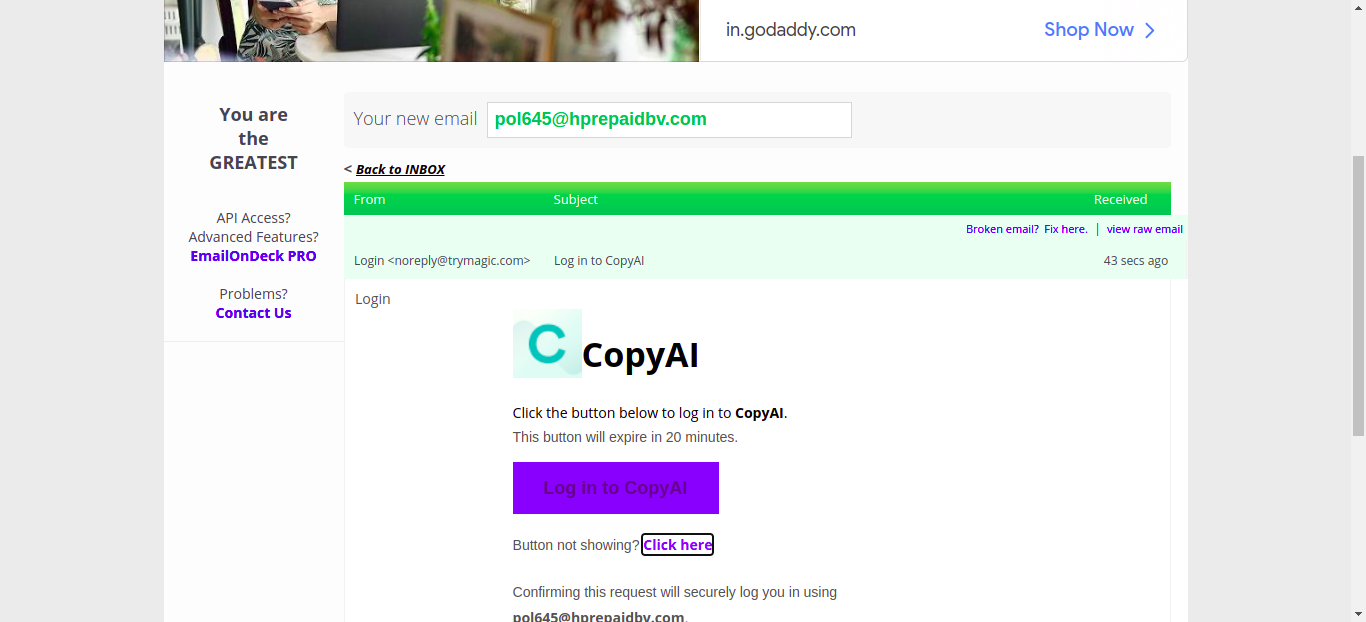 in.godaddy.com
Shop Now
You are
the
GREATEST
API Access?
Advanced Features?
EmailOnDeck PRO
Problems?
Contact Us
Your new email pol645@hprepaidbv.com
< Back to INBOX
From Subject Received
Broken email? Fix here. | view raw email
Login <noreply@trymagic.com> Log in to CopyAI 43 secs ago
Login
C
CopyAI
Click the button below to log in to CopyAI.
This button will expire in 20 minutes.
Log in to CopyAI
Button not showing? Click here
Confirming this request will securely log you in using
pol645@hprepaidbv.com.